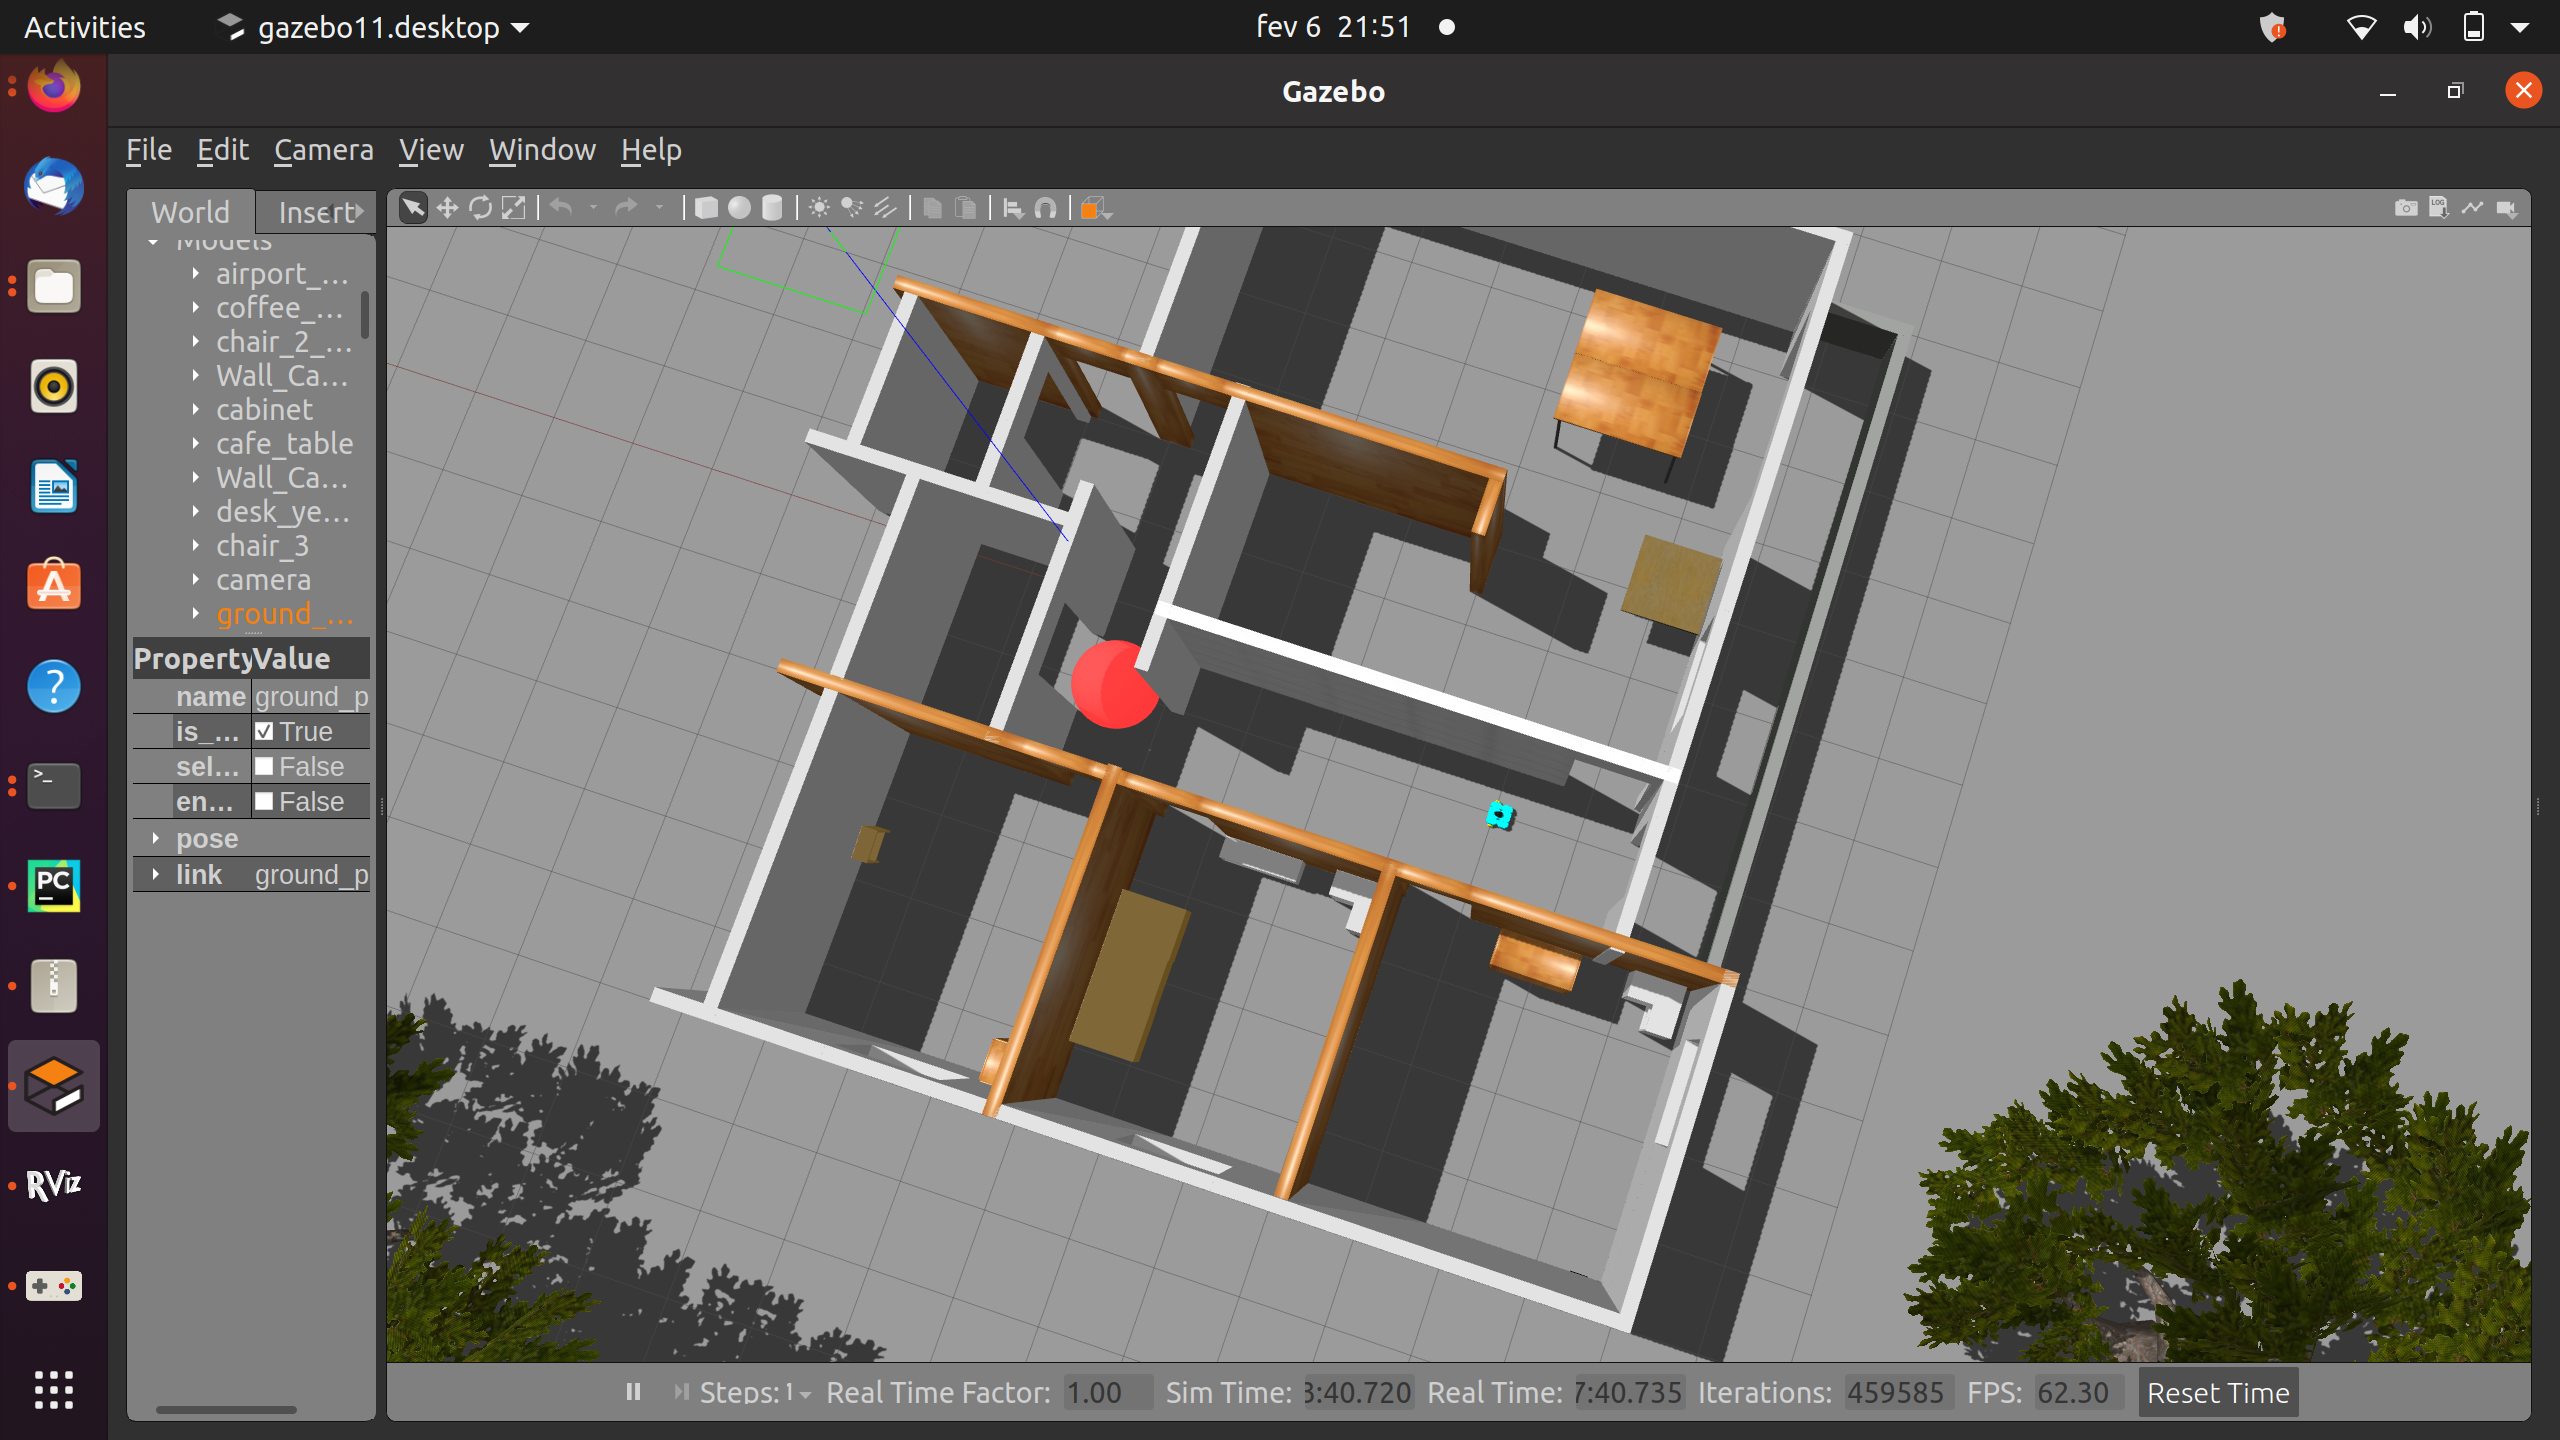 Activities gazebo11.desktop fev 6 21:51
Gazebo
File Edit Camera View Window Help
World Insert
Models
airport_...
coffee_...
chair_2_...
Wall_Ca...
cabinet
cafe_table
Wall_Ca...
desk_ye...
chair_3
camera
ground_...
Property Value
name ground_p
is_... True
sel... False
en... False
pose
link ground_p
LOG
>_
PC
?
RViz
Steps: 1 Real Time Factor: 1.00 Sim Time: 3:40.720 Real Time: 7:40.735 Iterations: 459585 FPS: 62.30 Reset Time